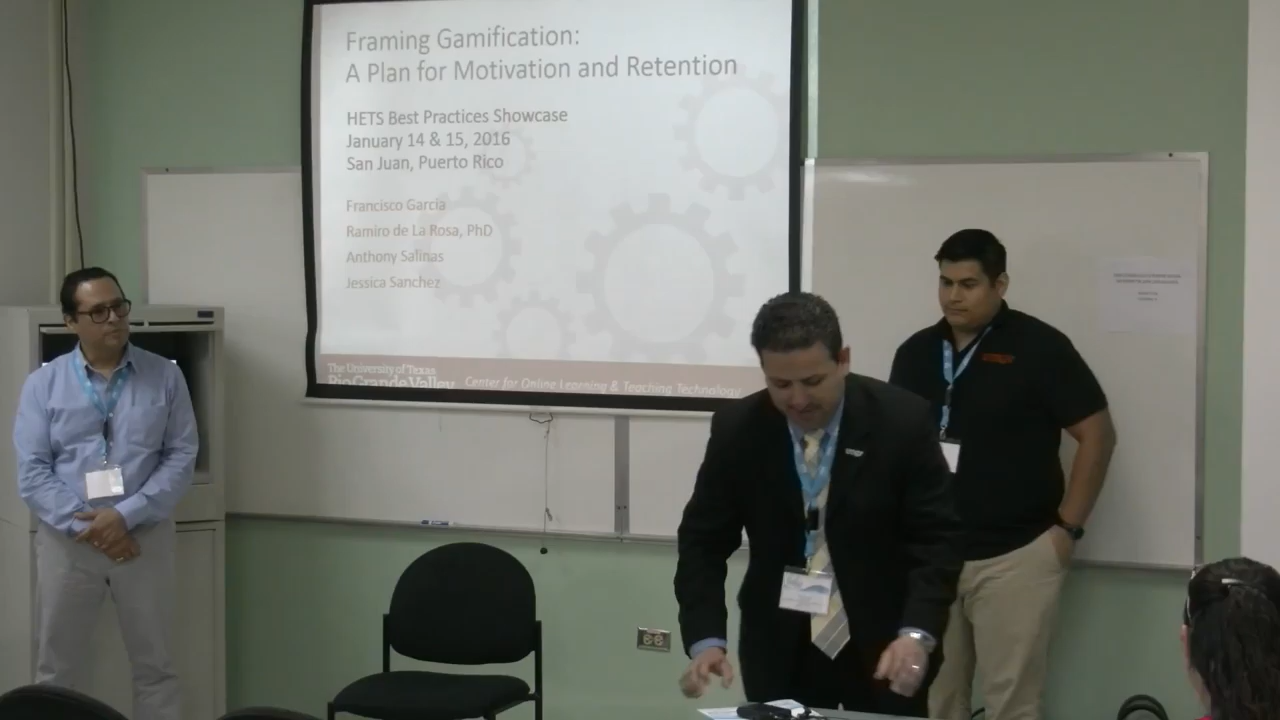 Framing Gamification:
A Plan for Motivation and Retention
HETS Best Practices Showcase
January 14 & 15, 2016
San Juan, Puerto Rico
Francisco Garcia
Ramiro de La Rosa, PhD
Anthony Salinas
Jessica Sanchez
The University of Texas
Rio Grande Valley
Center for Online Learning & Teaching Technology